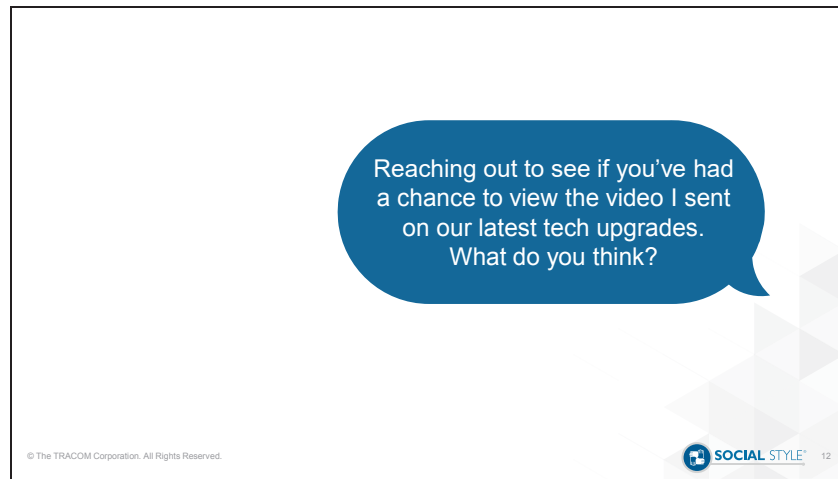 Reaching out to see if you’ve had
a chance to view the video I sent
on our latest tech upgrades.
What do you think?
© The TRACOM Corporation. All Rights Reserved.
SOCIAL STYLE®
12